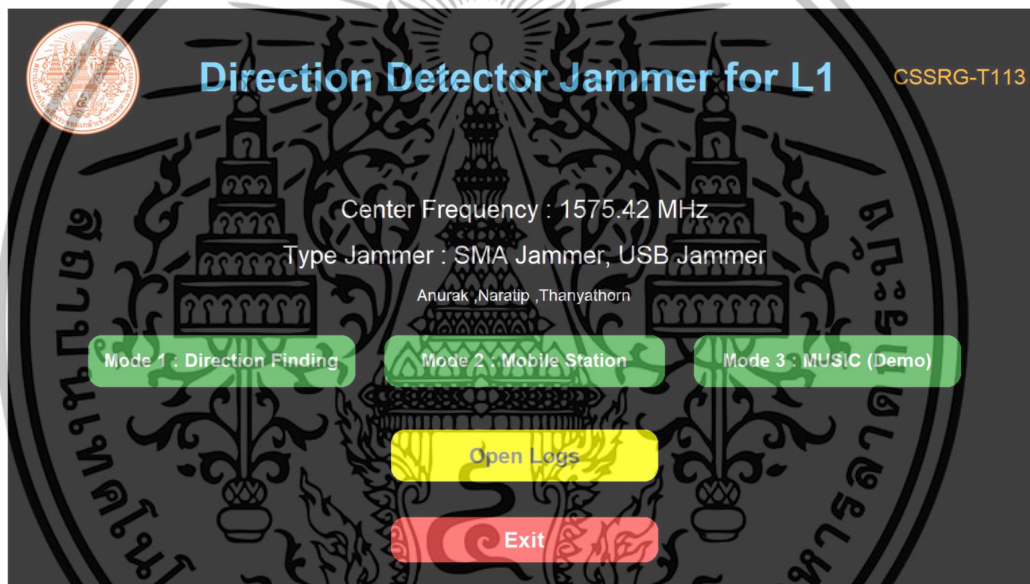 Direction Detector Jammer for L1
CSSRG-T113
Center Frequency : 1575.42 MHz
Type Jammer : SMA Jammer, USB Jammer
Anurak ,Naratip ,Thanyathorn
Mode 1 : Direction Finding
Mode 2 : Mobile Station
Mode 3 : MUSIC (Demo)
Open Logs
Exit